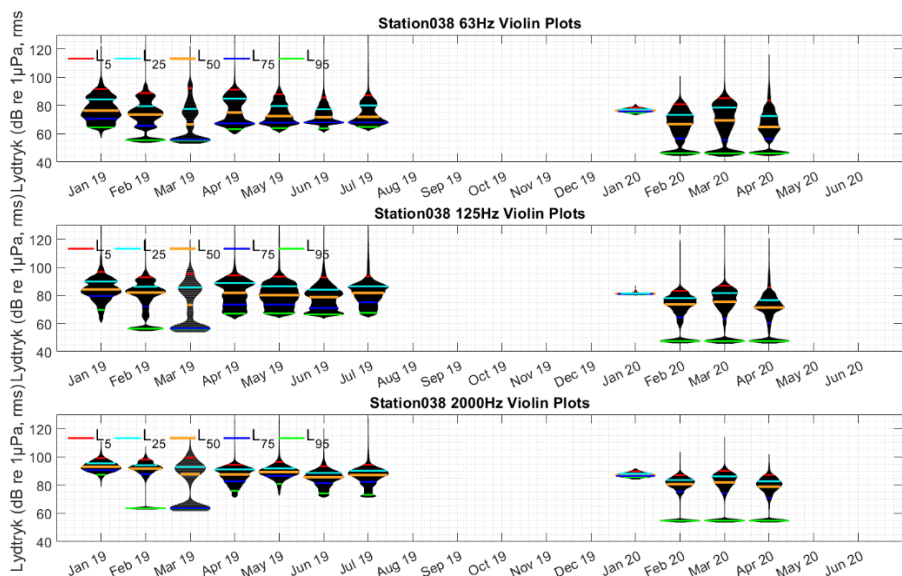 Station038 63Hz Violin Plots
Lydtryk (dB re 1µPa, rms)
120
100
80
60
40
L5 L25 L50 L75 L95
Jan 19 Feb 19 Mar 19 Apr 19 May 19 Jun 19 Jul 19 Aug 19 Sep 19 Oct 19 Nov 19 Dec 19 Jan 20 Feb 20 Mar 20 Apr 20 May 20 Jun 20
Station038 125Hz Violin Plots
Lydtryk (dB re 1µPa, rms)
120
100
80
60
40
L5 L25 L50 L75 L95
Jan 19 Feb 19 Mar 19 Apr 19 May 19 Jun 19 Jul 19 Aug 19 Sep 19 Oct 19 Nov 19 Dec 19 Jan 20 Feb 20 Mar 20 Apr 20 May 20 Jun 20
Station038 2000Hz Violin Plots
Lydtryk (dB re 1µPa, rms)
120
100
80
60
40
L5 L25 L50 L75 L95
Jan 19 Feb 19 Mar 19 Apr 19 May 19 Jun 19 Jul 19 Aug 19 Sep 19 Oct 19 Nov 19 Dec 19 Jan 20 Feb 20 Mar 20 Apr 20 May 20 Jun 20